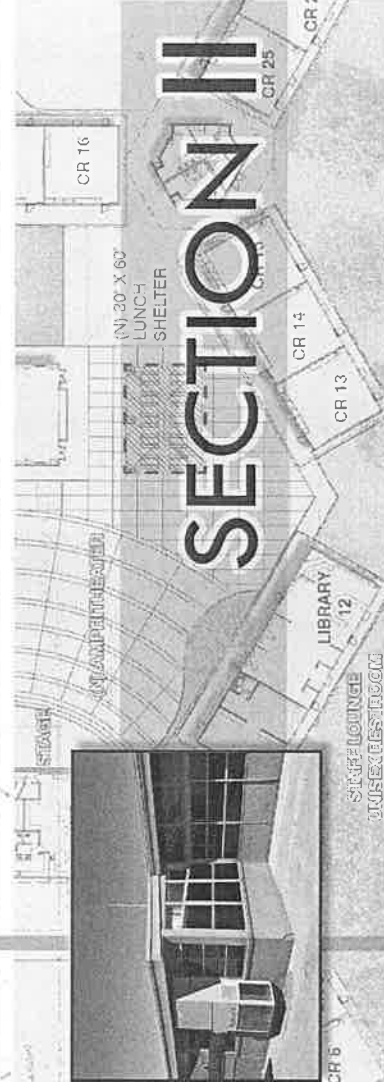 SECTION III
CR 16
CR 25
(N) 30' X 60'
LUNCH
SHELTER
CR 14
CR 13
(N) AMPHITHEATER
STAGE
LIBRARY
12
STAFF LOUNGE
UNISEX RESTROOM
CR 6